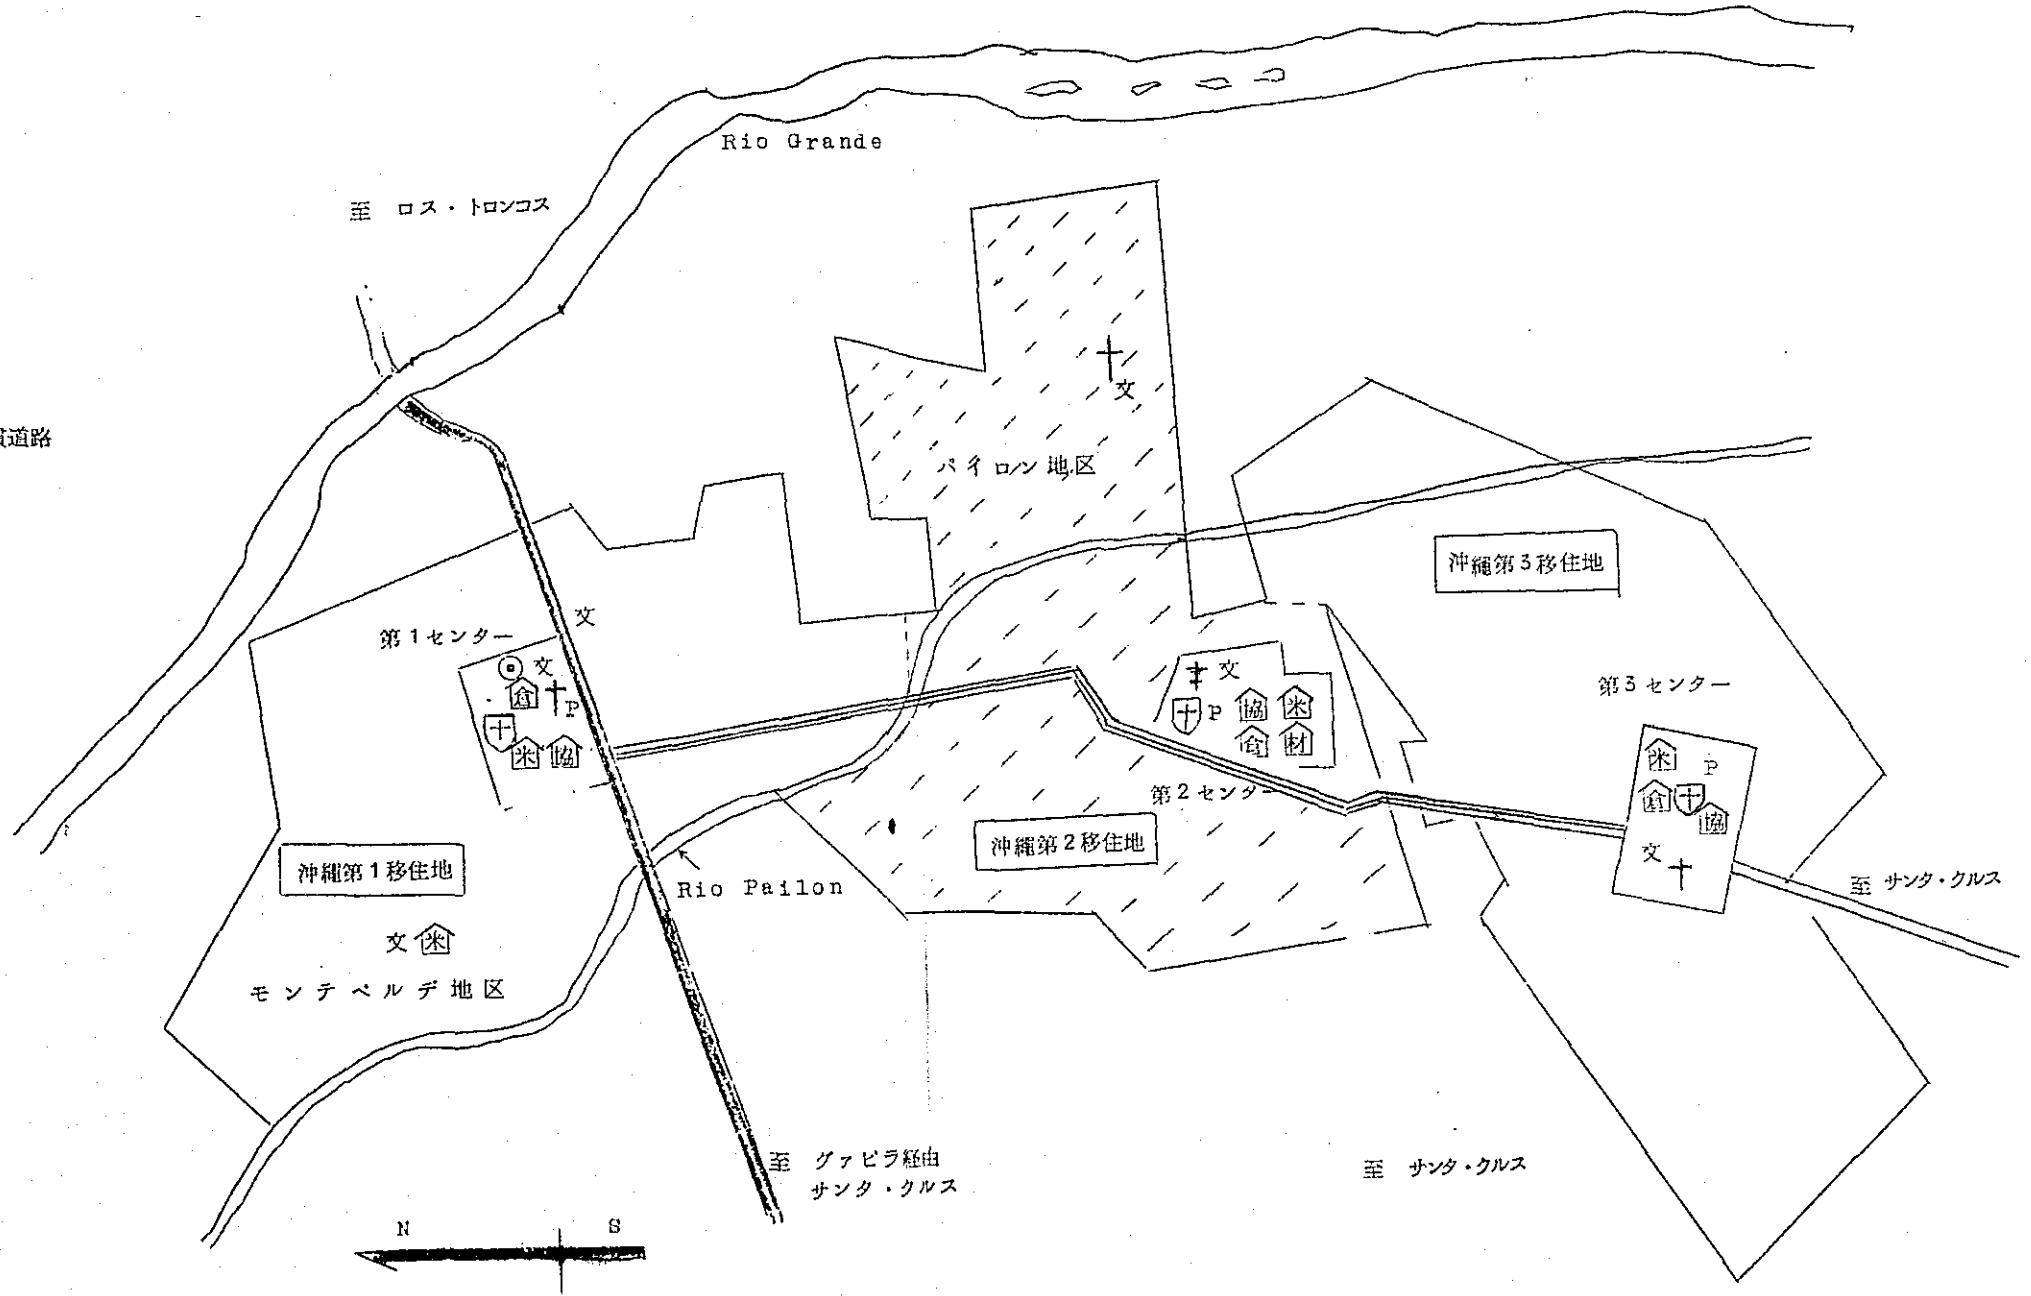 Rio Grande
至 ロス・トロンコス
道路
文
パイロン地区
沖縄第3移住地
文
第1センター
文
倉
P
米 協
文
P 協 米
倉 材
第2センター
第3センター
米 P
倉
協
文
沖縄第2移住地
沖縄第1移住地
Rio Pailon
至 サンタ・クルス
文 米
モンテベルデ地区
至 グァビラ経由
サンタ・クルス
至 サンタ・クルス
N S